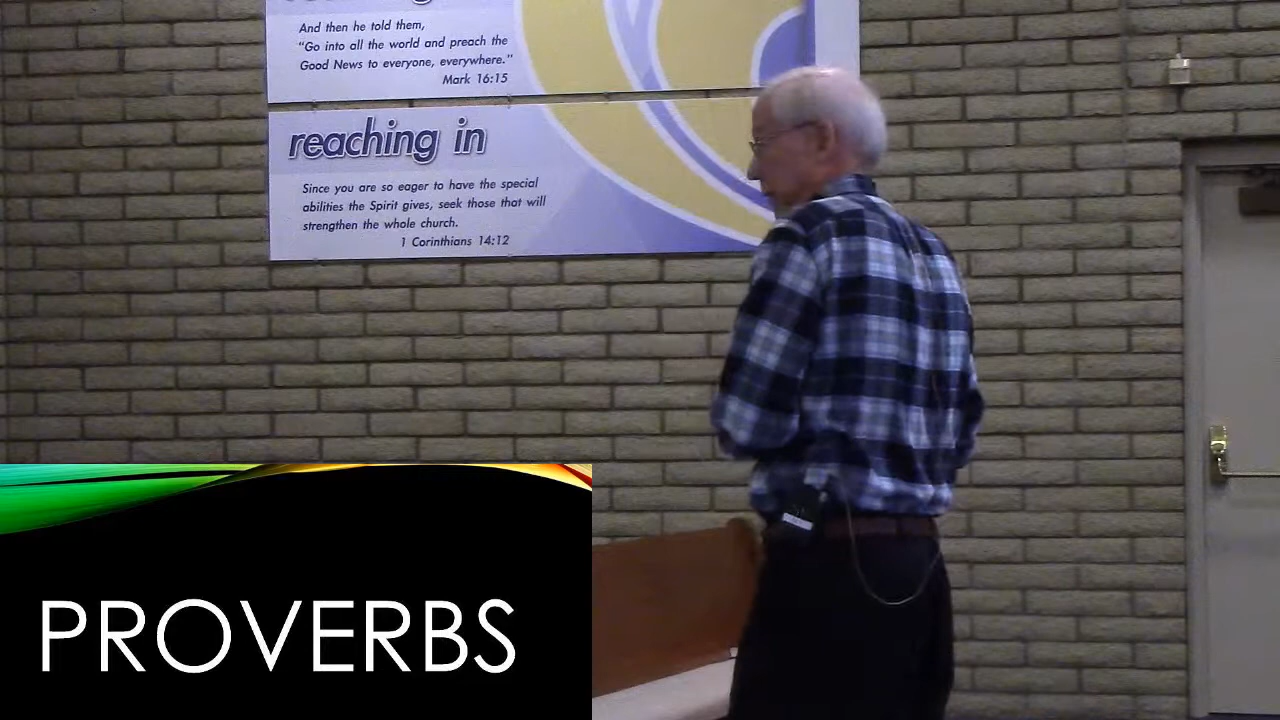 And then he told them,
“Go into all the world and preach the
Good News to everyone, everywhere.”
Mark 16:15
reaching in
Since you are so eager to have the special
abilities the Spirit gives, seek those that will
strengthen the whole church.
1 Corinthians 14:12
PROVERBS